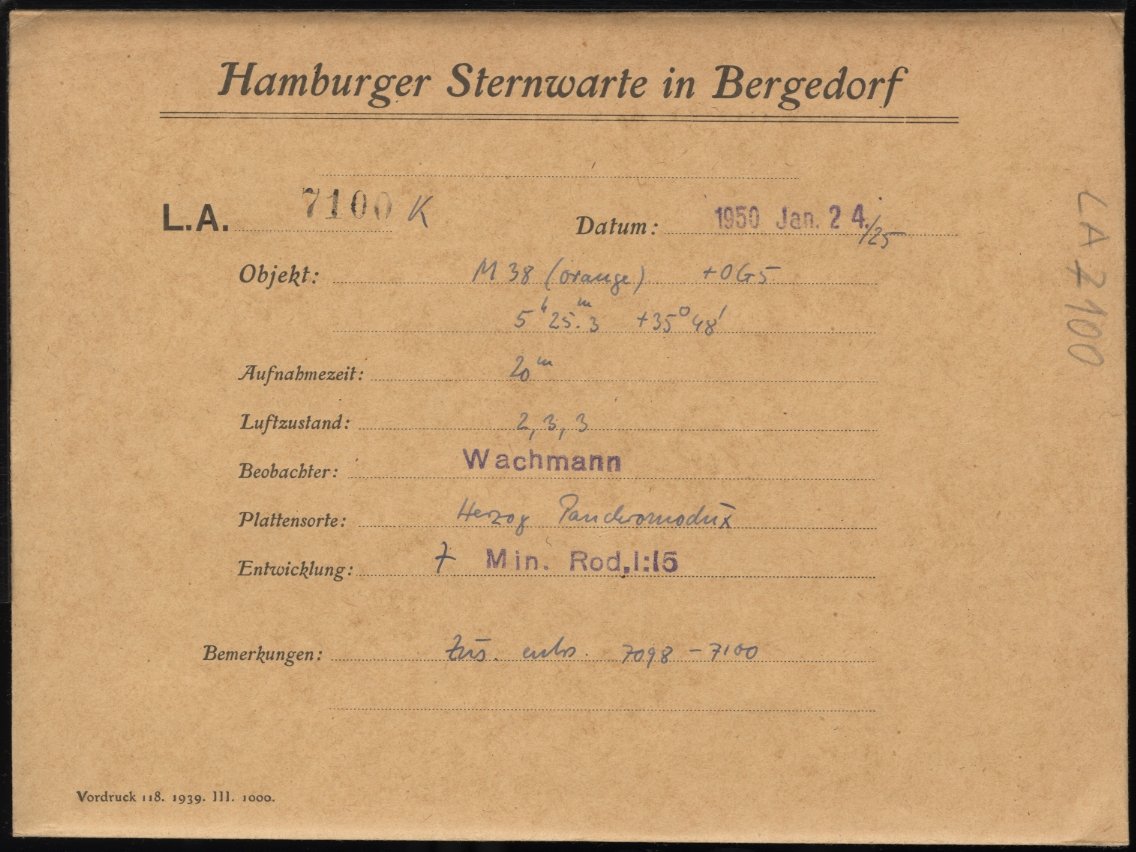 Hamburger Sternwarte in Bergedorf
L.A. 7100 K
Datum: 1950 Jan. 24./25
Objekt: M 38 (orange) +OG5
5h 25m.3 +35° 48'
Aufnahmezeit: 20m
Luftzustand: 2, 3, 3
Beobachter: Wachmann
Plattensorte: Herzog Panchromodux
Entwicklung: 7 Min. Rod. 1:15
Bemerkungen: Zus. entw. 7098 – 7100
Vordruck 118. 1939. III. 1000.
LA 7100